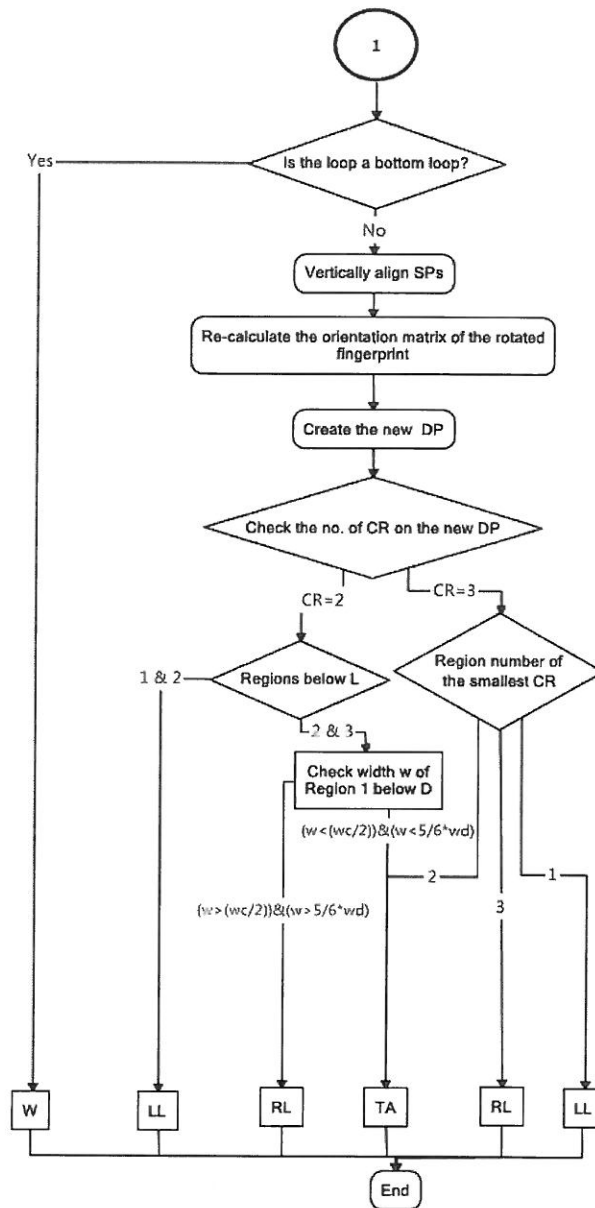 1
Is the loop a bottom loop?
Yes
No
Vertically align SPs
Re-calculate the orientation matrix of the rotated
fingerprint
Create the new DP
Check the no. of CR on the new DP
CR=2
CR=3
Regions below L
Region number of
the smallest CR
1 & 2
2 & 3
Check width w of
Region 1 below D
(w<(wc/2))&(w<5/6*wd)
2
1
(w>(wc/2))&(w>5/6*wd)
3
W
LL
RL
TA
RL
LL
End